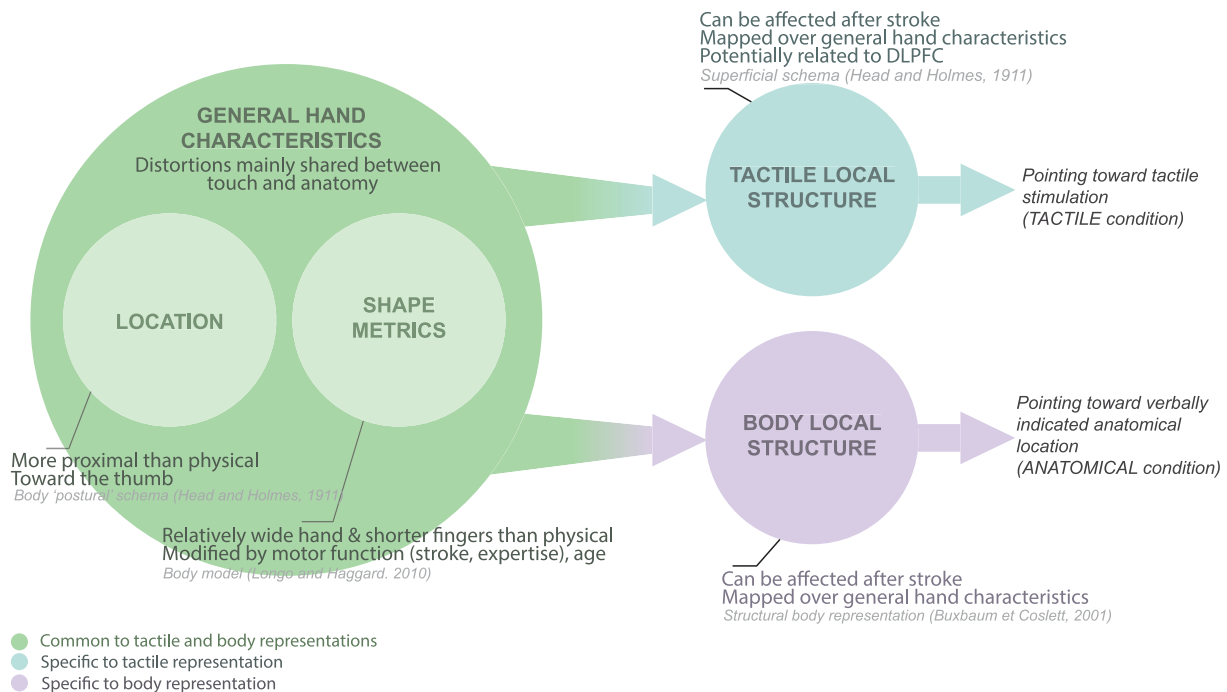 Can be affected after stroke
Mapped over general hand characteristics
Potentially related to DLPFC
Superficial schema (Head and Holmes, 1911)
GENERAL HAND
CHARACTERISTICS
Distortions mainly shared between
touch and anatomy
LOCATION
SHAPE
METRICS
More proximal than physical
Toward the thumb
Body 'postural' schema (Head and Holmes, 1911)
Relatively wide hand & shorter fingers than physical
Modified by motor function (stroke, expertise), age
Body model (Longo and Haggard. 2010)
TACTILE LOCAL
STRUCTURE
Pointing toward tactile
stimulation
(TACTILE condition)
BODY LOCAL
STRUCTURE
Pointing toward verbally
indicated anatomical
location
(ANATOMICAL condition)
Can be affected after stroke
Mapped over general hand characteristics
Structural body representation (Buxbaum et Coslett, 2001)
Common to tactile and body representations
Specific to tactile representation
Specific to body representation